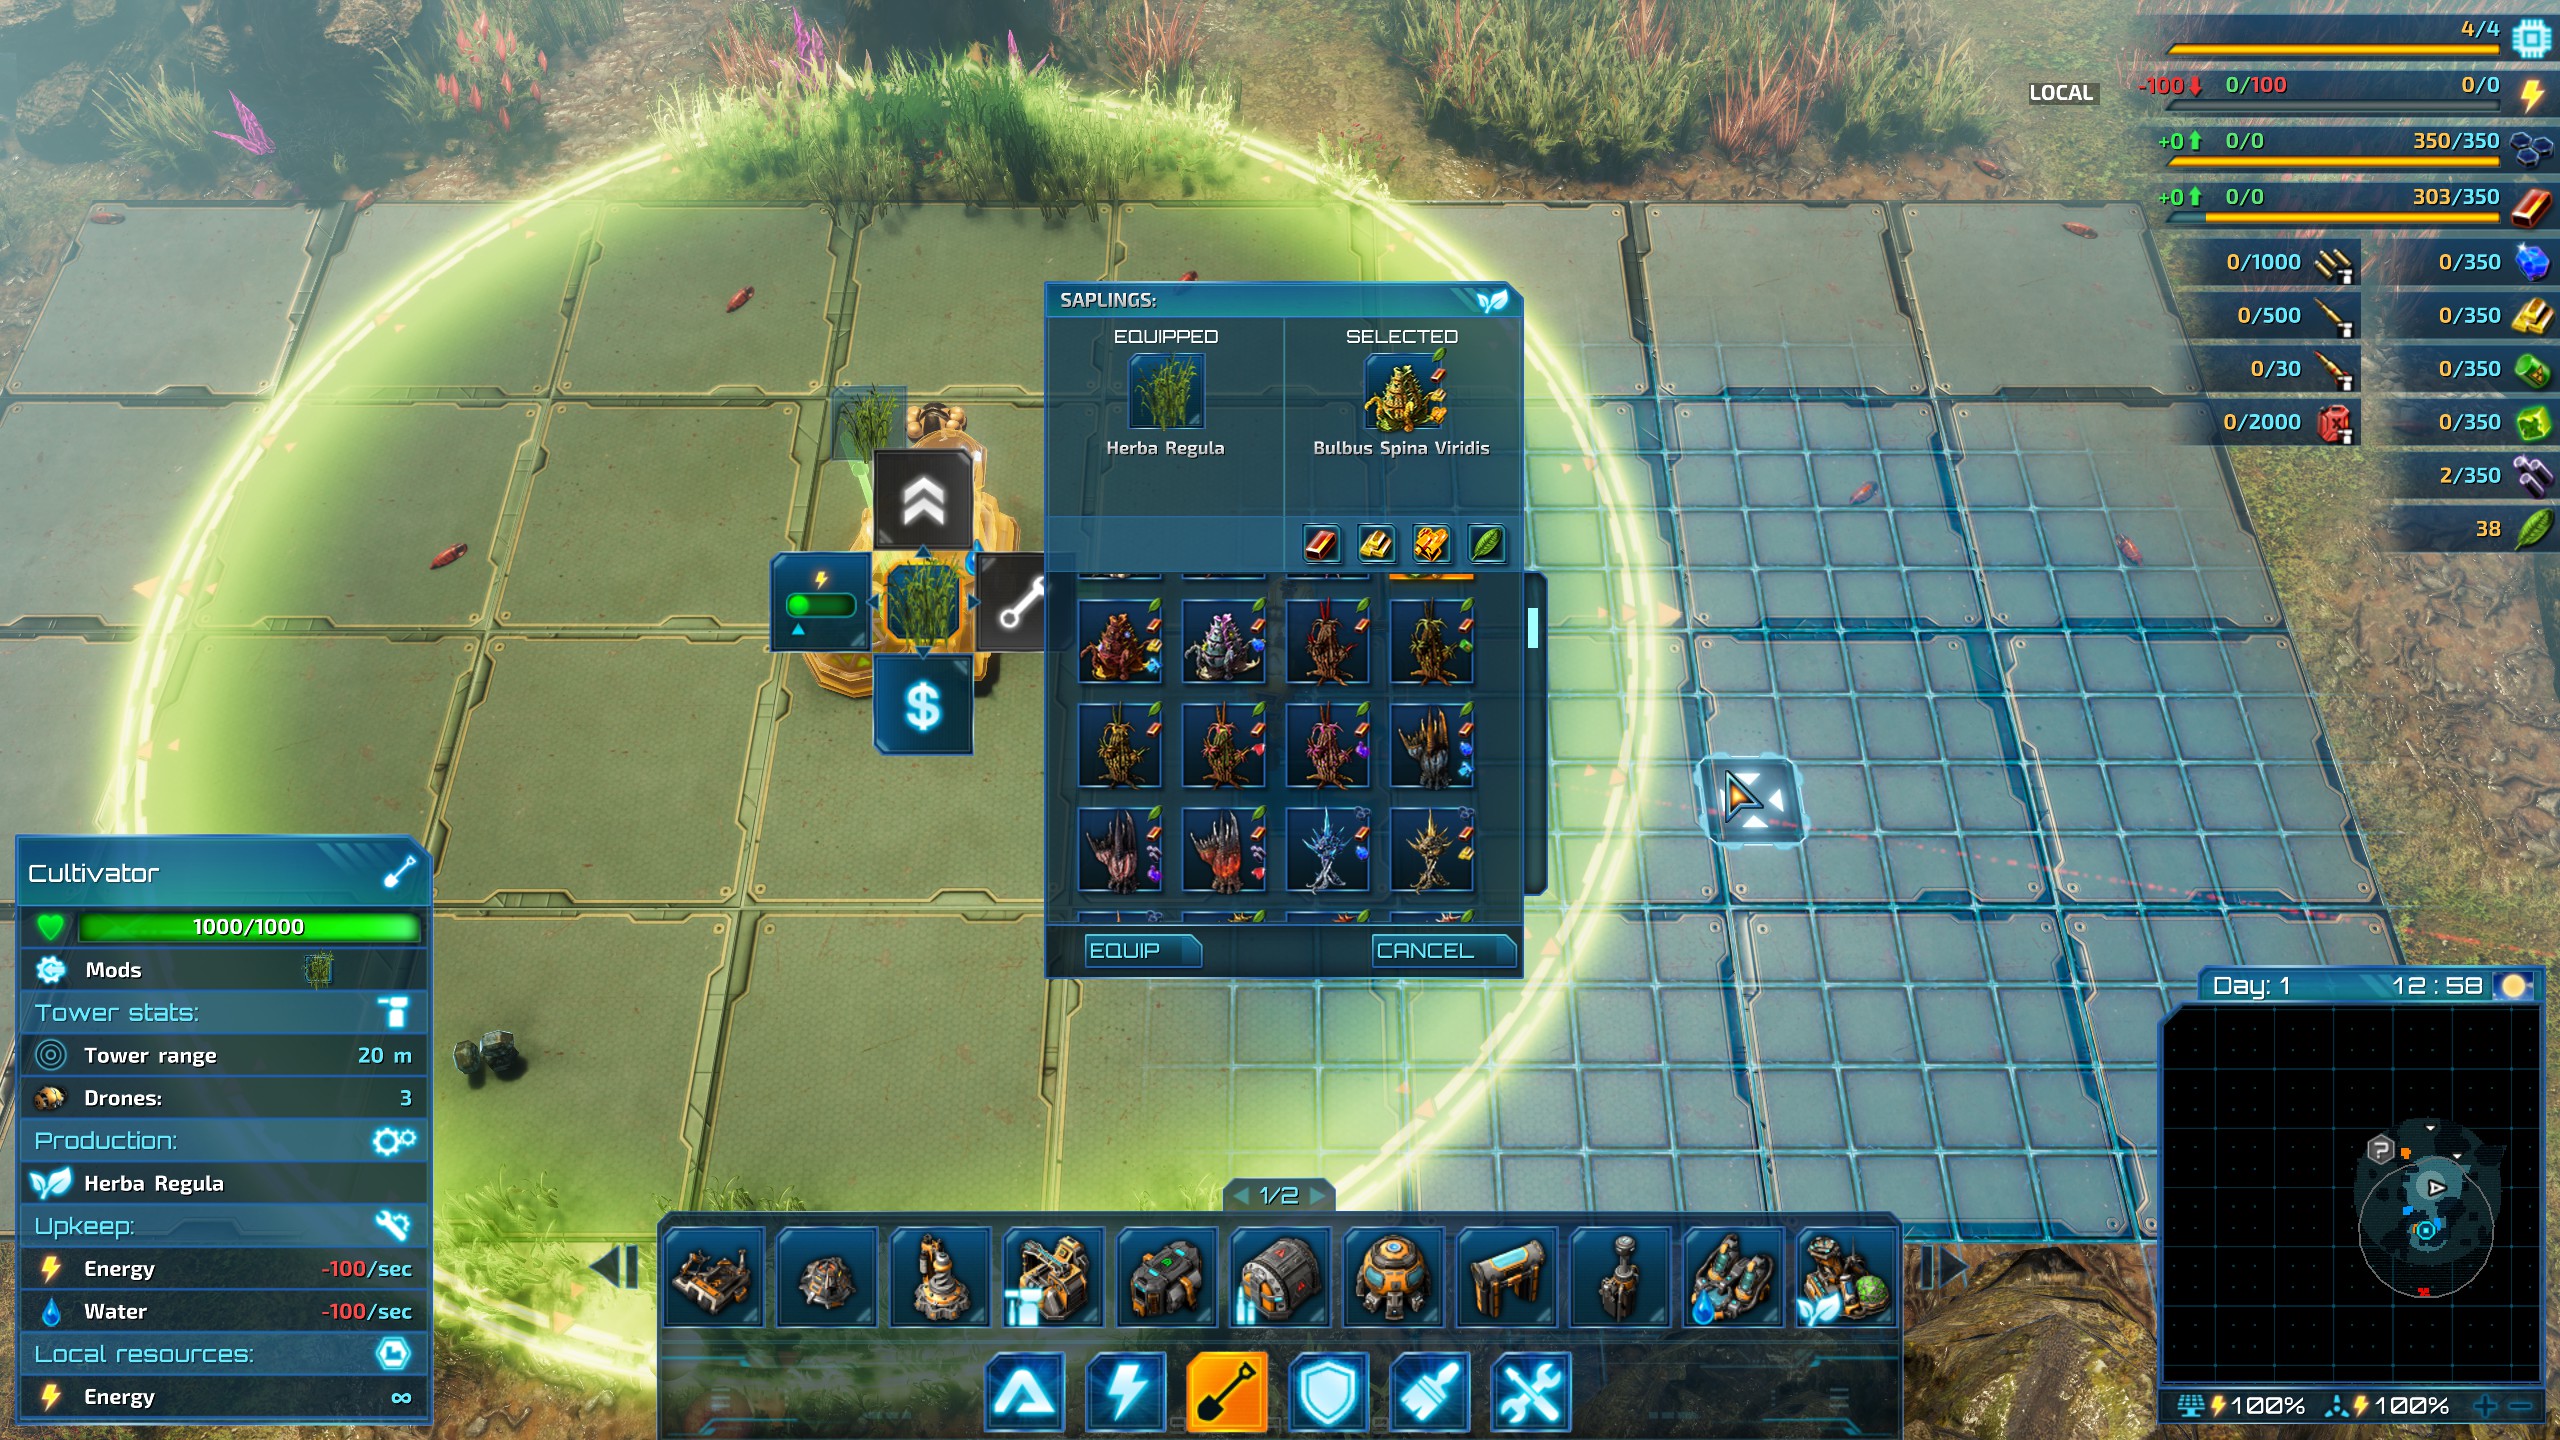 4/4
LOCAL
-100 0/100 0/0
+0 0/0 350/350
+0 0/0 303/350
0/1000 0/350
0/500 0/350
0/30 0/350
0/2000 0/350
2/350
38
SAPLINGS:
EQUIPPED SELECTED
Herba Regula Bulbus Spina Viridis
EQUIP CANCEL
$
Cultivator
1000/1000
Mods
Tower stats:
Tower range 20 m
Drones: 3
Production:
Herba Regula
Upkeep:
Energy -100/sec
Water -100/sec
Local resources:
Energy ∞
1/2
Day: 1 12:58
?
100% 100%